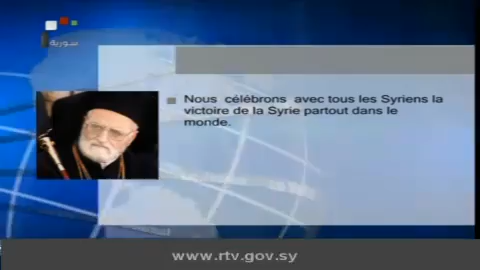 سورية
Nous célébrons avec tous les Syriens la
victoire de la Syrie partout dans le
monde.
www.rtv.gov.sy